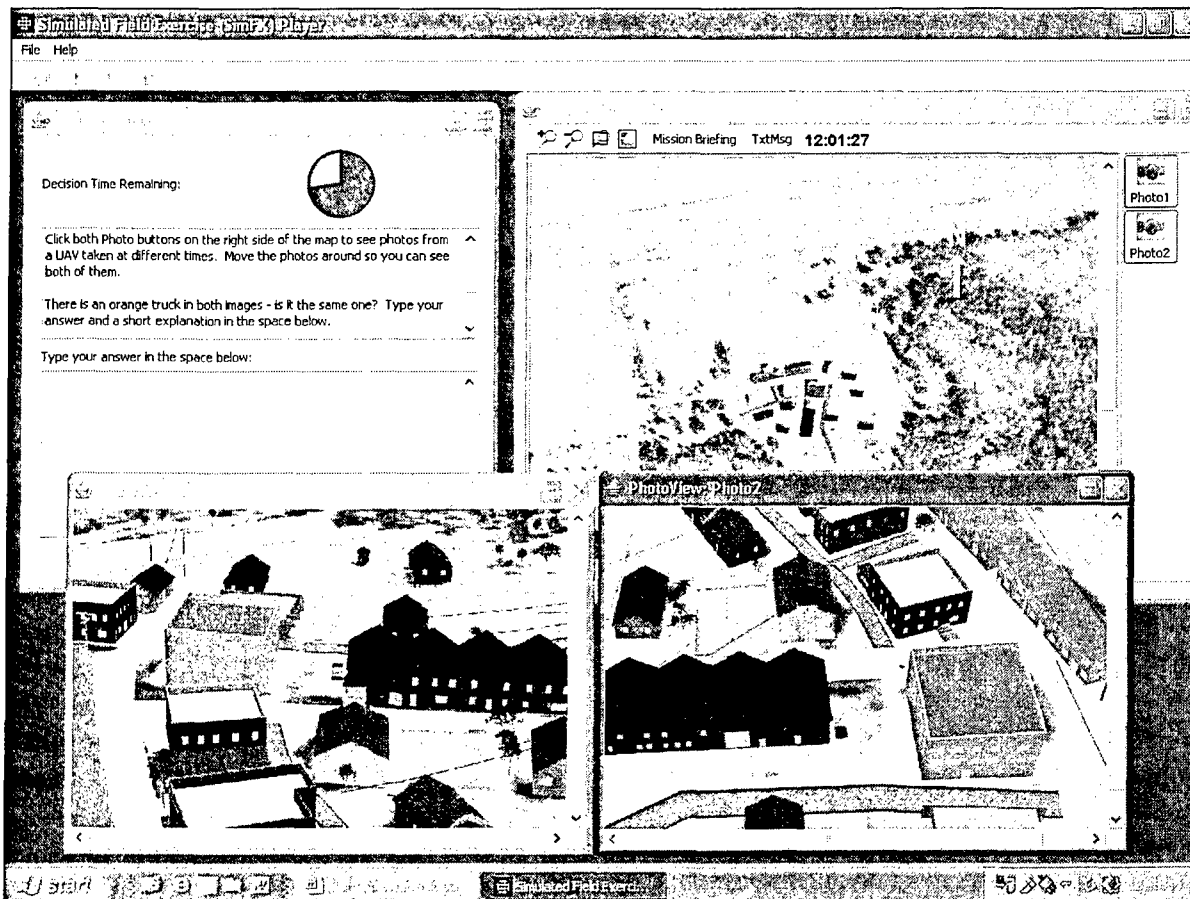 Simulated Field Exercise (SimFX) Player
File Help
Mission Briefing TxtMsg 12:01:27
Decision Time Remaining:
Photo1
Photo2
Click both Photo buttons on the right side of the map to see photos from
a UAV taken at different times. Move the photos around so you can see
both of them.
There is an orange truck in both images - is it the same one? Type your
answer and a short explanation in the space below.
Type your answer in the space below:
PhotoView: Photo2
start
Simulated Field Exerci...